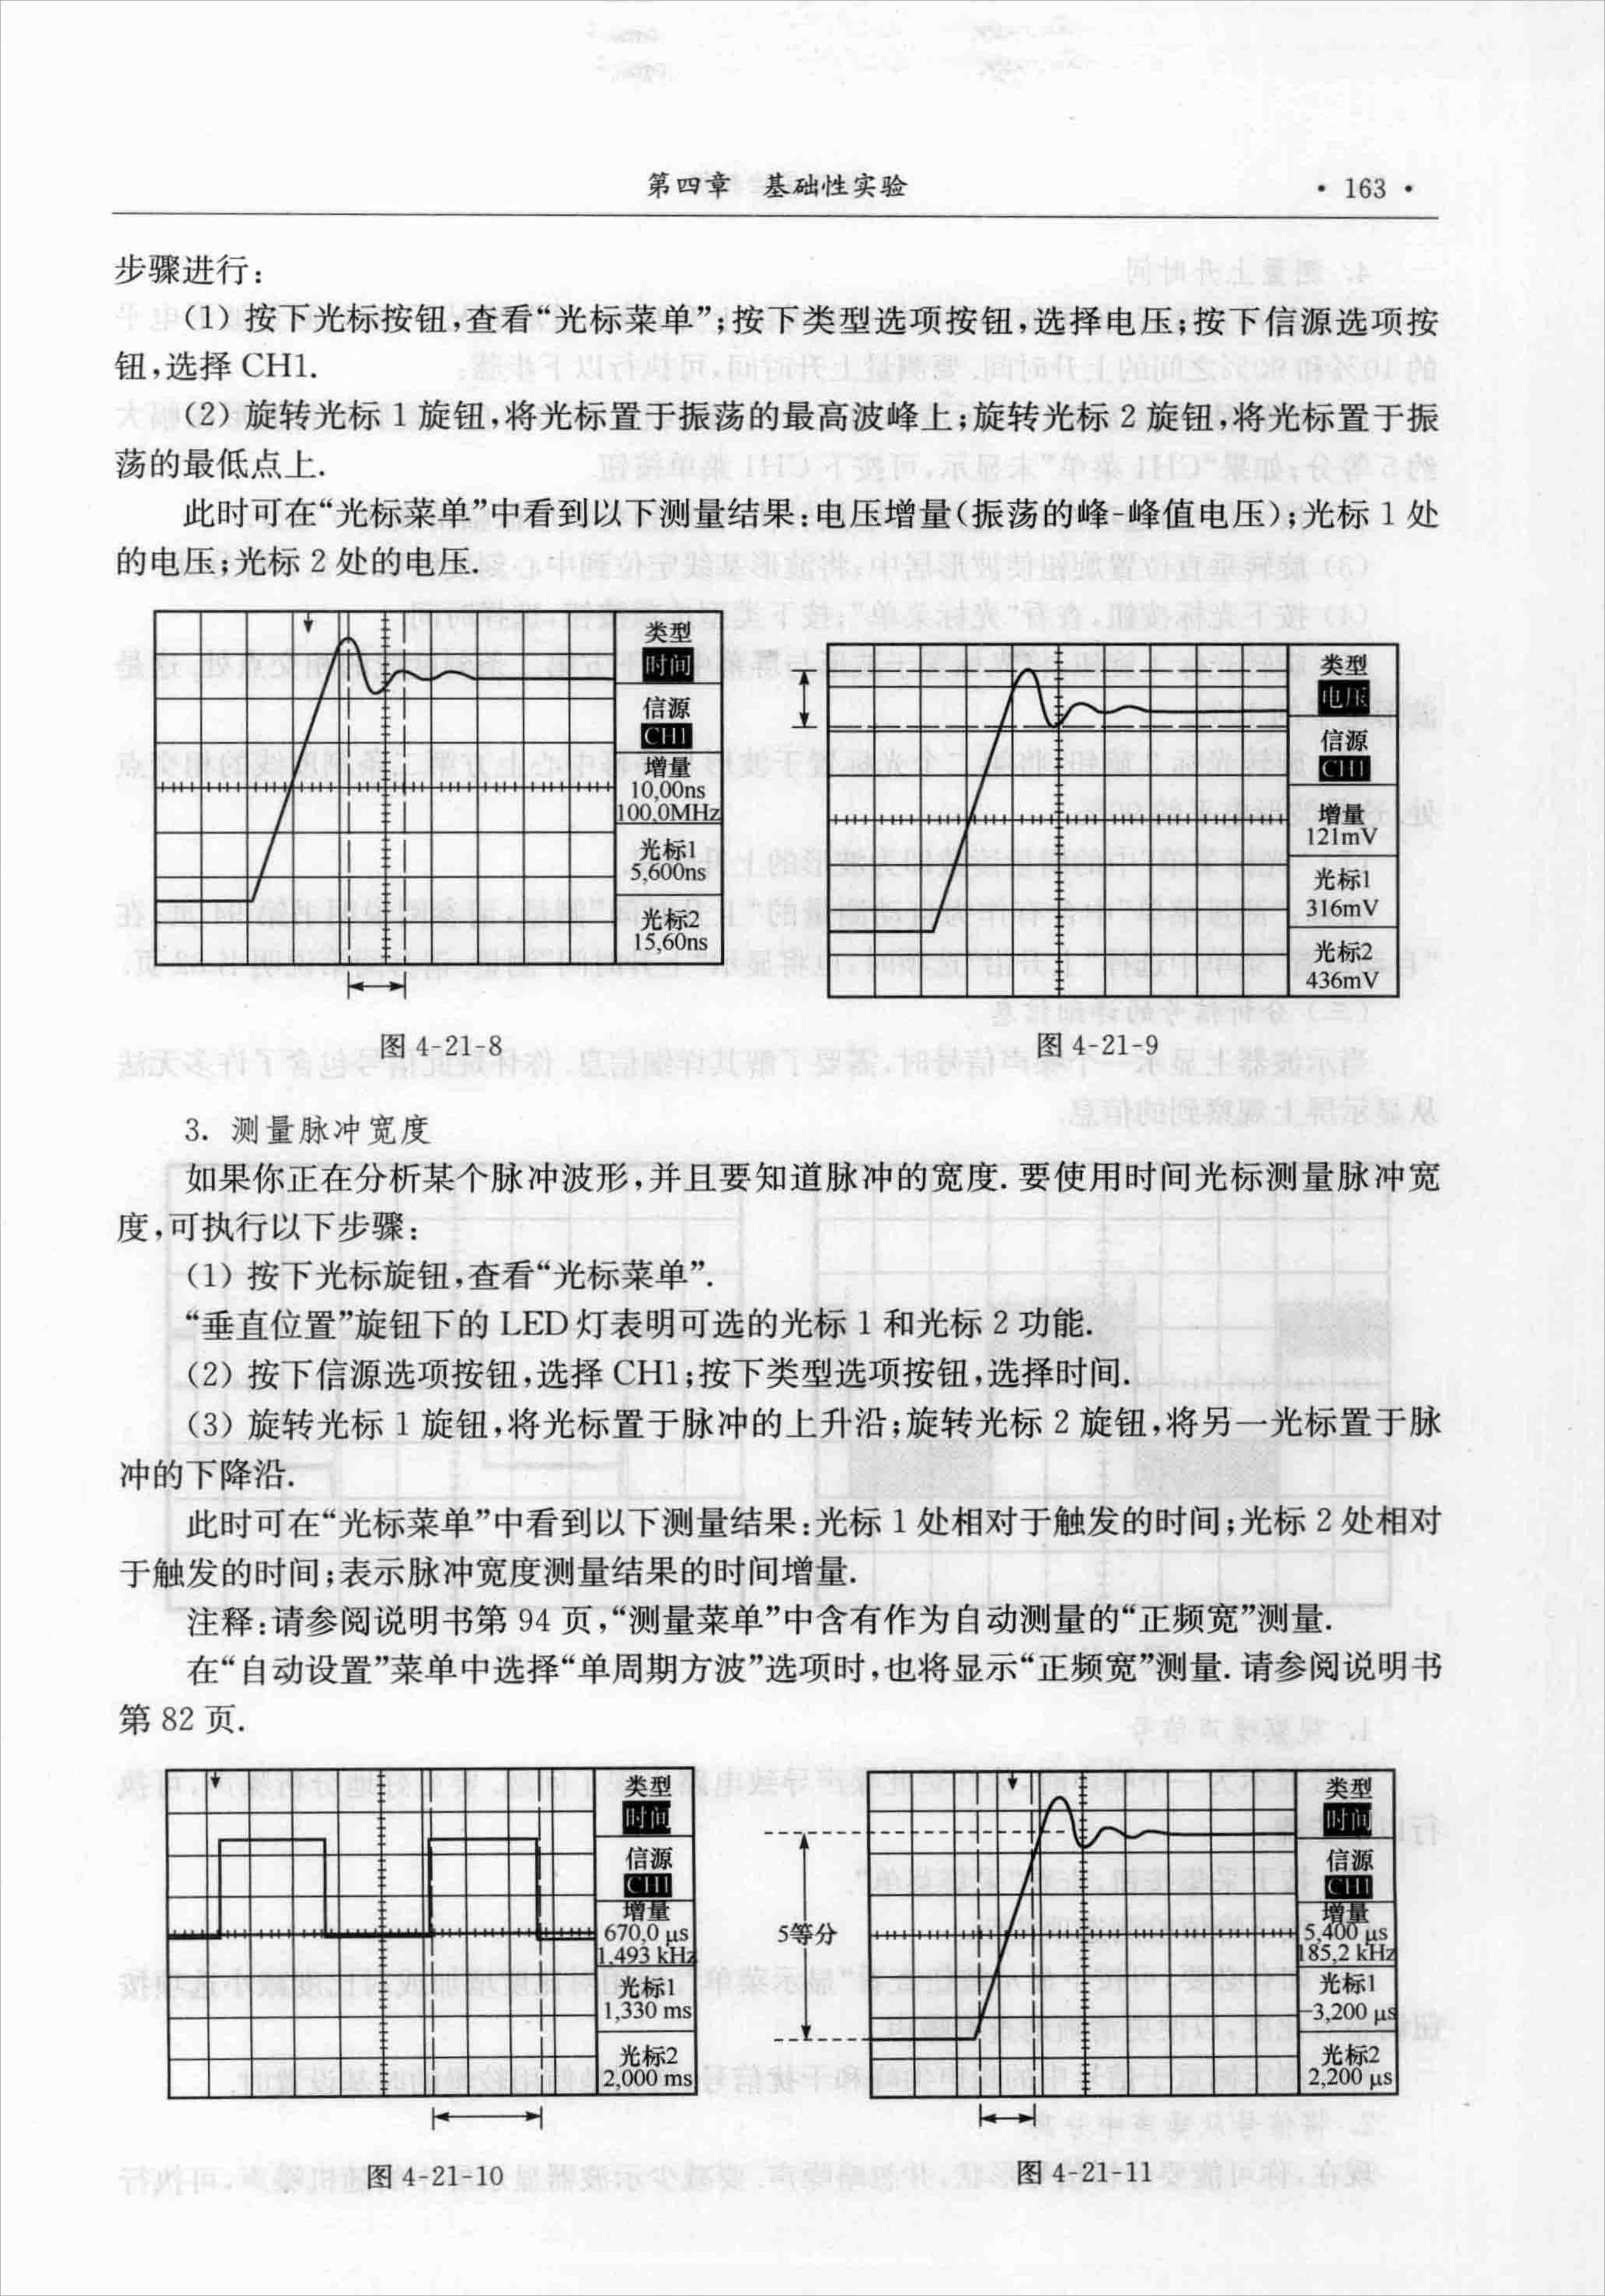 第四章 基础性实验 · 163 ·
步骤进行:
(1) 按下光标按钮,查看“光标菜单”;按下类型选项按钮,选择电压;按下信源选项按
钮,选择 CH1.
(2) 旋转光标 1 旋钮,将光标置于振荡的最高波峰上;旋转光标 2 旋钮,将光标置于振
荡的最低点上.
此时可在“光标菜单”中看到以下测量结果:电压增量(振荡的峰-峰值电压);光标 1 处
的电压;光标 2 处的电压.
类型
时间
信源
CH1
增量
10,00ns
100,0MHz
光标1
5,600ns
光标2
15,60ns
图 4-21-8
类型
电压
信源
CH1
增量
121mV
光标1
316mV
光标2
436mV
图 4-21-9
3. 测量脉冲宽度
如果你正在分析某个脉冲波形,并且要知道脉冲的宽度.要使用时间光标测量脉冲宽
度,可执行以下步骤:
(1) 按下光标旋钮,查看“光标菜单”.
“垂直位置”旋钮下的 LED 灯表明可选的光标 1 和光标 2 功能.
(2) 按下信源选项按钮,选择 CH1;按下类型选项按钮,选择时间.
(3) 旋转光标 1 旋钮,将光标置于脉冲的上升沿;旋转光标 2 旋钮,将另一光标置于脉
冲的下降沿.
此时可在“光标菜单”中看到以下测量结果:光标 1 处相对于触发的时间;光标 2 处相对
于触发的时间;表示脉冲宽度测量结果的时间增量.
注释:请参阅说明书第 94 页,“测量菜单”中含有作为自动测量的“正频宽”测量.
在“自动设置”菜单中选择“单周期方波”选项时,也将显示“正频宽”测量.请参阅说明书
第 82 页.
类型
时间
信源
CH1
增量
670,0 μs
1,493 kHz
光标1
1,330 ms
光标2
2,000 ms
图 4-21-10
5等分
类型
时间
信源
CH1
增量
5,400 μs
185,2 kHz
光标1
-3,200 μs
光标2
2,200 μs
图 4-21-11